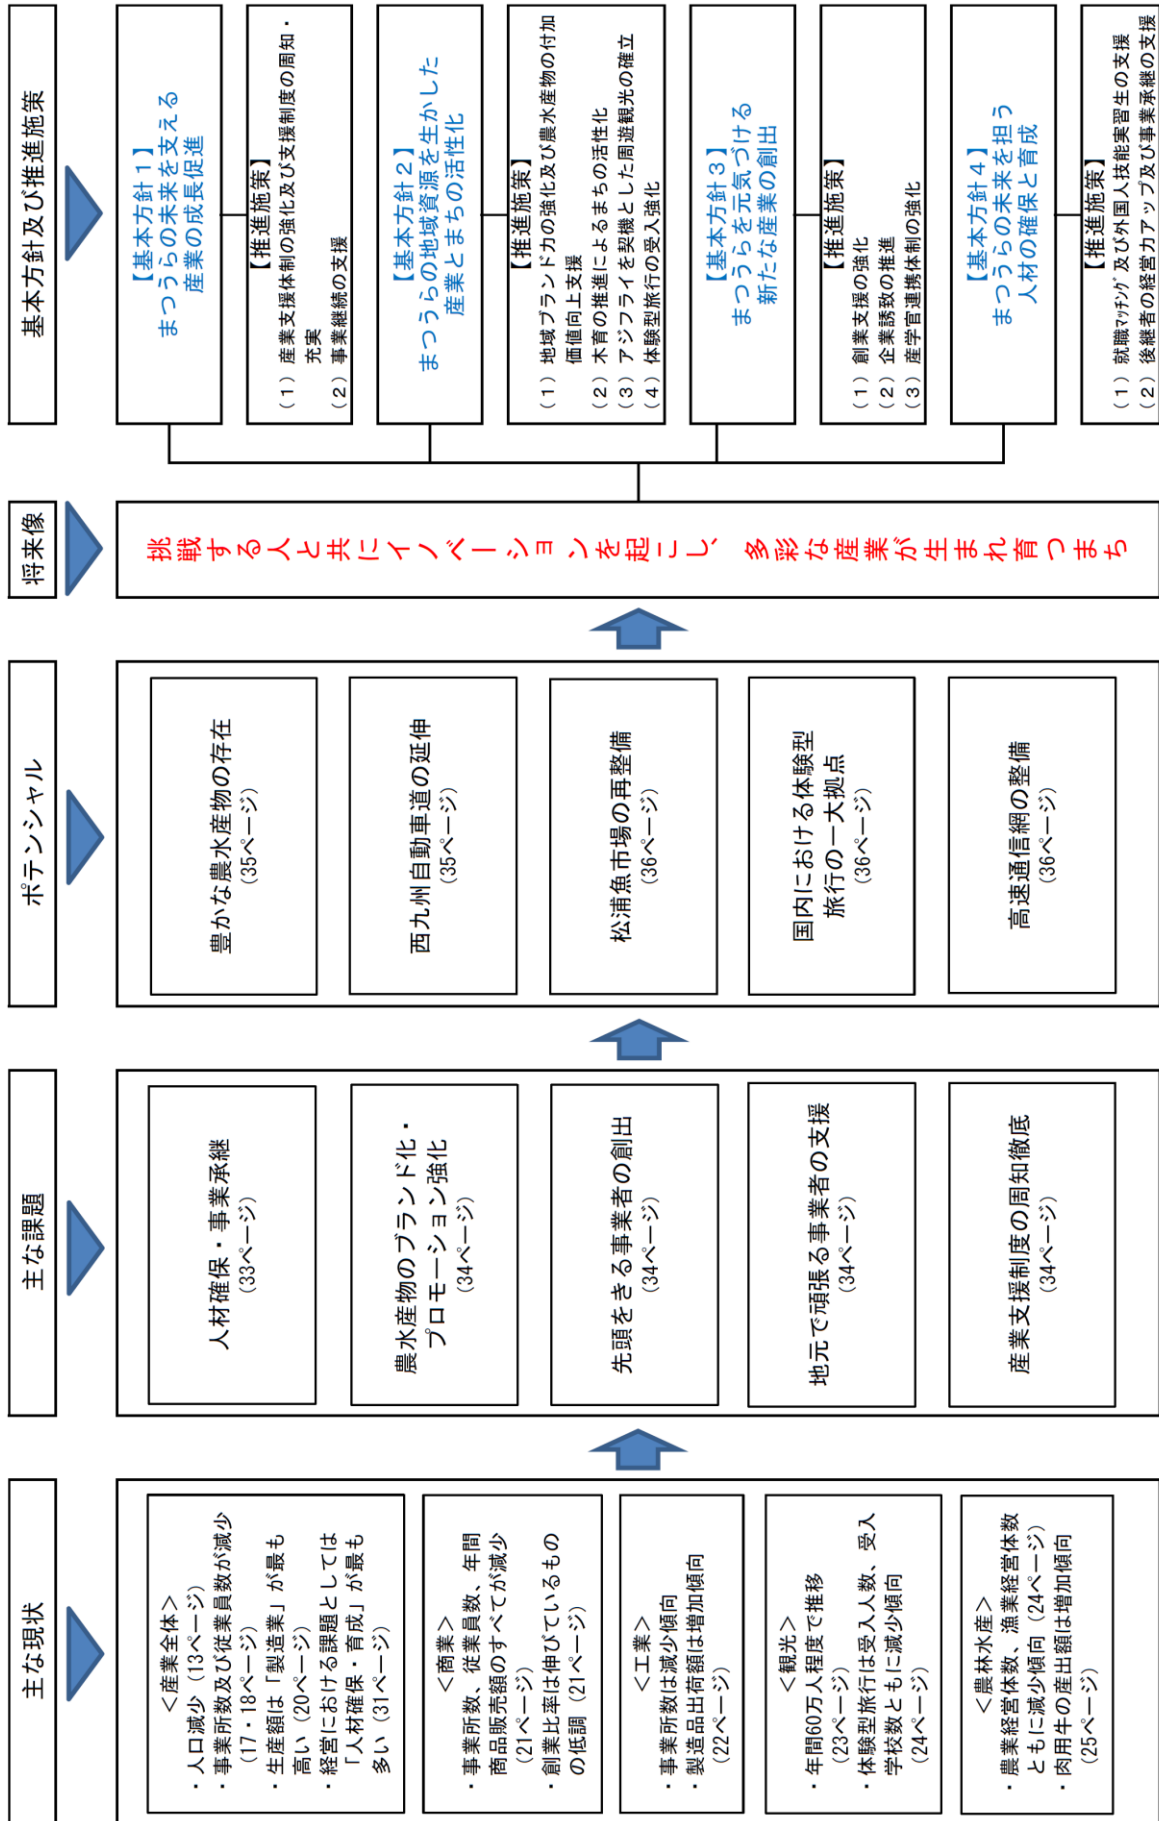 主な現状
＜産業全体＞
・人口減少（13ページ）
・事業所数及び従業員数が減少
（17・18ページ）
・生産額は「製造業」が最も
高い（20ページ）
・経営における課題としては
「人材確保・育成」が最も
多い（31ページ）
＜商業＞
・事業所数、従業員数、年間
商品販売額のすべてが減少
（21ページ）
・創業比率は伸びているもの
の低調（21ページ）
＜工業＞
・事業所数は減少傾向
・製造品出荷額は増加傾向
（22ページ）
＜観光＞
・年間60万人程度で推移
（23ページ）
・体験型旅行は受入人数、受入
学校数ともに減少傾向
（24ページ）
＜農林水産＞
・農業経営体数、漁業経営体数
ともに減少傾向（24ページ）
・肉用牛の産出額は増加傾向
（25ページ）
主な課題
人材確保・事業承継
（33ページ）
農水産物のブランド化・
プロモーション強化
（34ページ）
先頭をきる事業者の創出
（34ページ）
地元で頑張る事業者の支援
（34ページ）
産業支援制度の周知徹底
（34ページ）
ポテンシャル
豊かな農水産物の存在
（35ページ）
西九州自動車道の延伸
（35ページ）
松浦魚市場の再整備
（36ページ）
国内における体験型
旅行の一大拠点
（36ページ）
高速通信網の整備
（36ページ）
将来像
挑戦する人と共にイノベーションを起こし、多彩な産業が生まれ育つまち
基本方針及び推進施策
【基本方針１】
まつうらの未来を支える
産業の成長促進
【推進施策】
（１）産業支援体制の強化及び支援制度の周知・
充実
（２）事業継続の支援
【基本方針２】
まつうらの地域資源を生かした
産業とまちの活性化
【推進施策】
（１）地域ブランド力の強化及び農水産物の付加
価値向上支援
（２）木育の推進によるまちの活性化
（３）アジフライを契機とした周遊観光の確立
（４）体験型旅行の受入強化
【基本方針３】
まつうらを元気づける
新たな産業の創出
【推進施策】
（１）創業支援の強化
（２）企業誘致の推進
（３）産学官連携体制の強化
【基本方針４】
まつうらの未来を担う
人材の確保と育成
【推進施策】
（１）就職ﾏｯﾁﾝｸﾞ及び外国人技能実習生の支援
（２）後継者の経営力アップ及び事業承継の支援